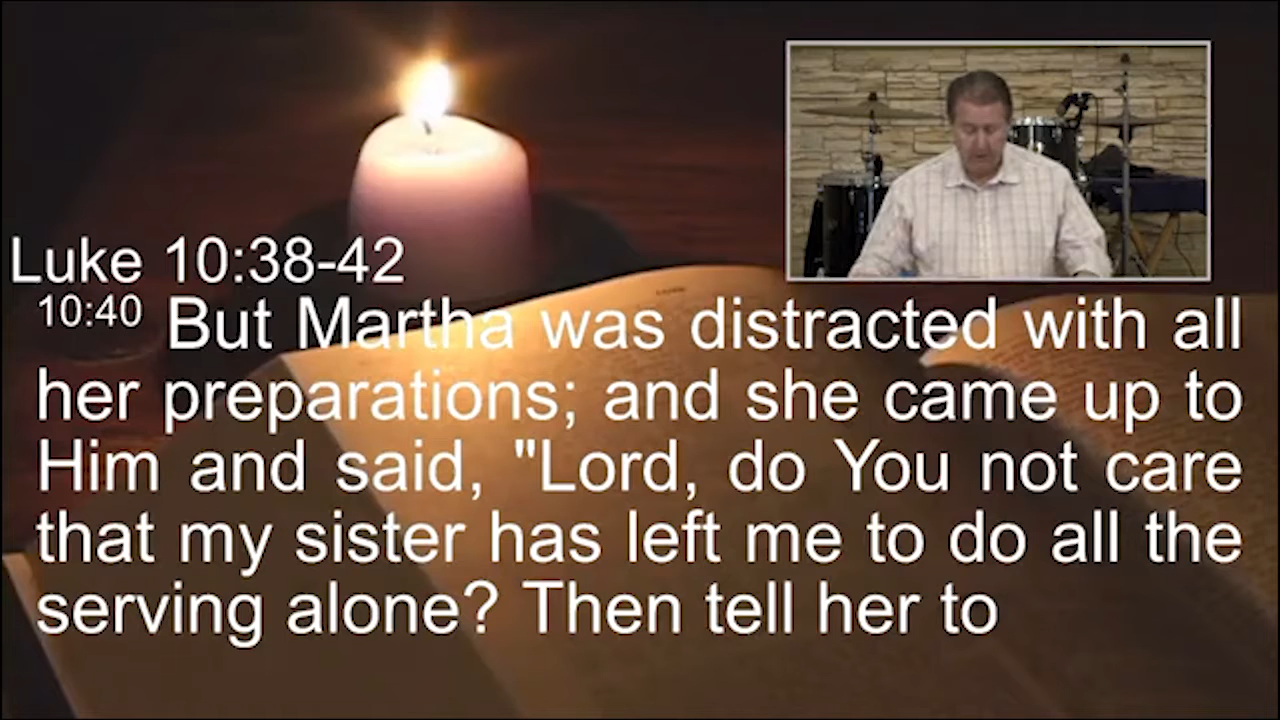 Luke 10:38-42
10:40 But Martha was distracted with all
her preparations; and she came up to
Him and said, "Lord, do You not care
that my sister has left me to do all the
serving alone? Then tell her to